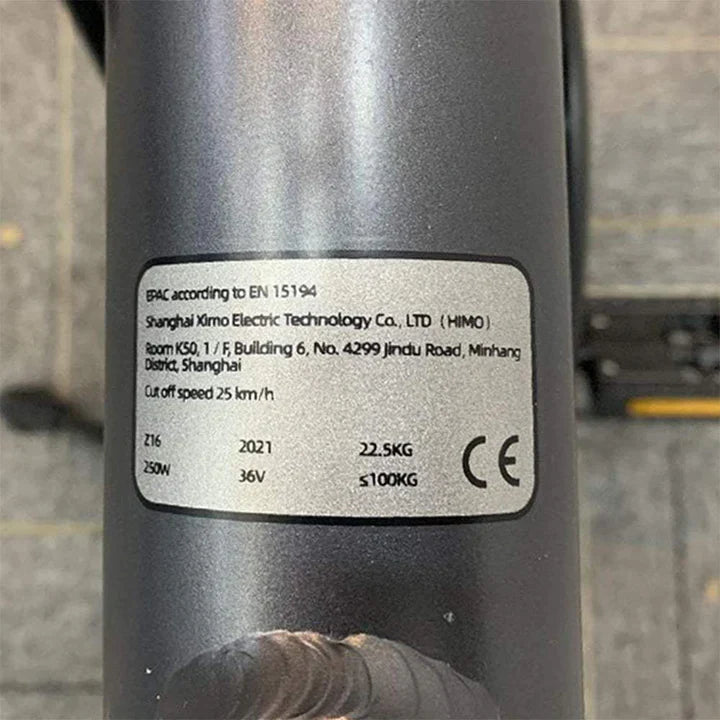 EPAC according to EN 15194
Shanghai Ximo Electric Technology Co., LTD (HIMO)
Room K50, 1 / F, Building 6, No. 4299 Jindu Road, Minhang
District, Shanghai
Cut off speed 25 km/h
Z16 2021 22.5KG
250W 36V ≤100KG
CE